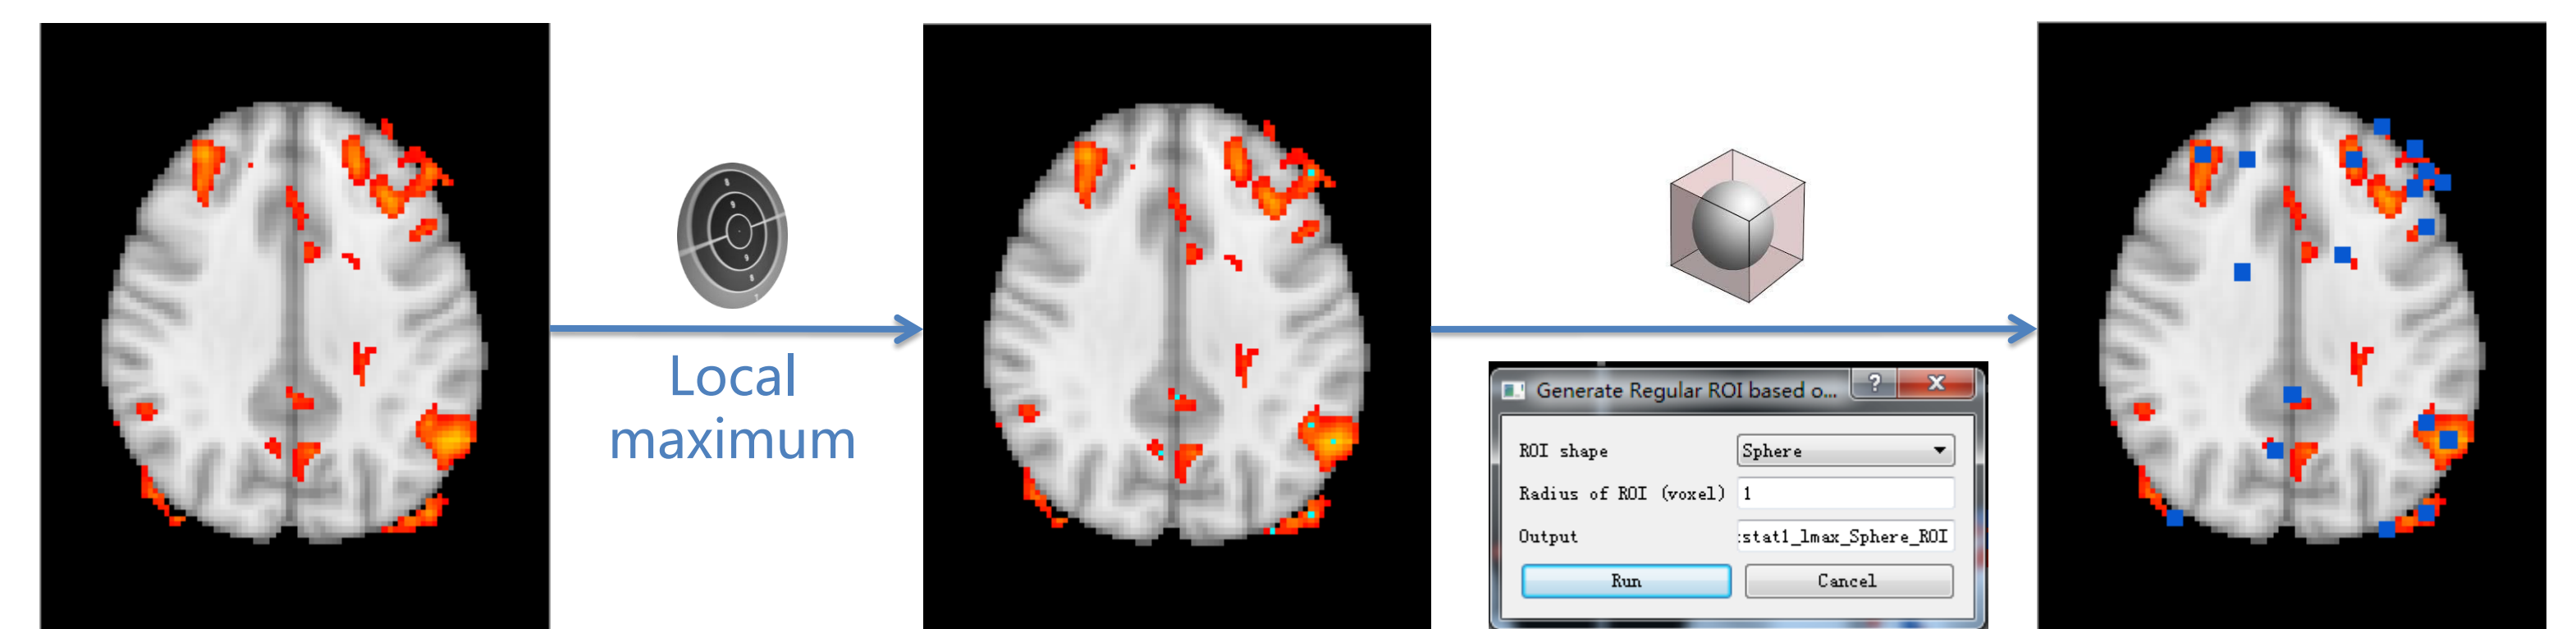 Local
maximum
Generate Regular ROI based o...
ROI shape
Sphere
Radius of ROI (voxel)
1
Output
:stat1_lmax_Sphere_ROI
Run
Cancel